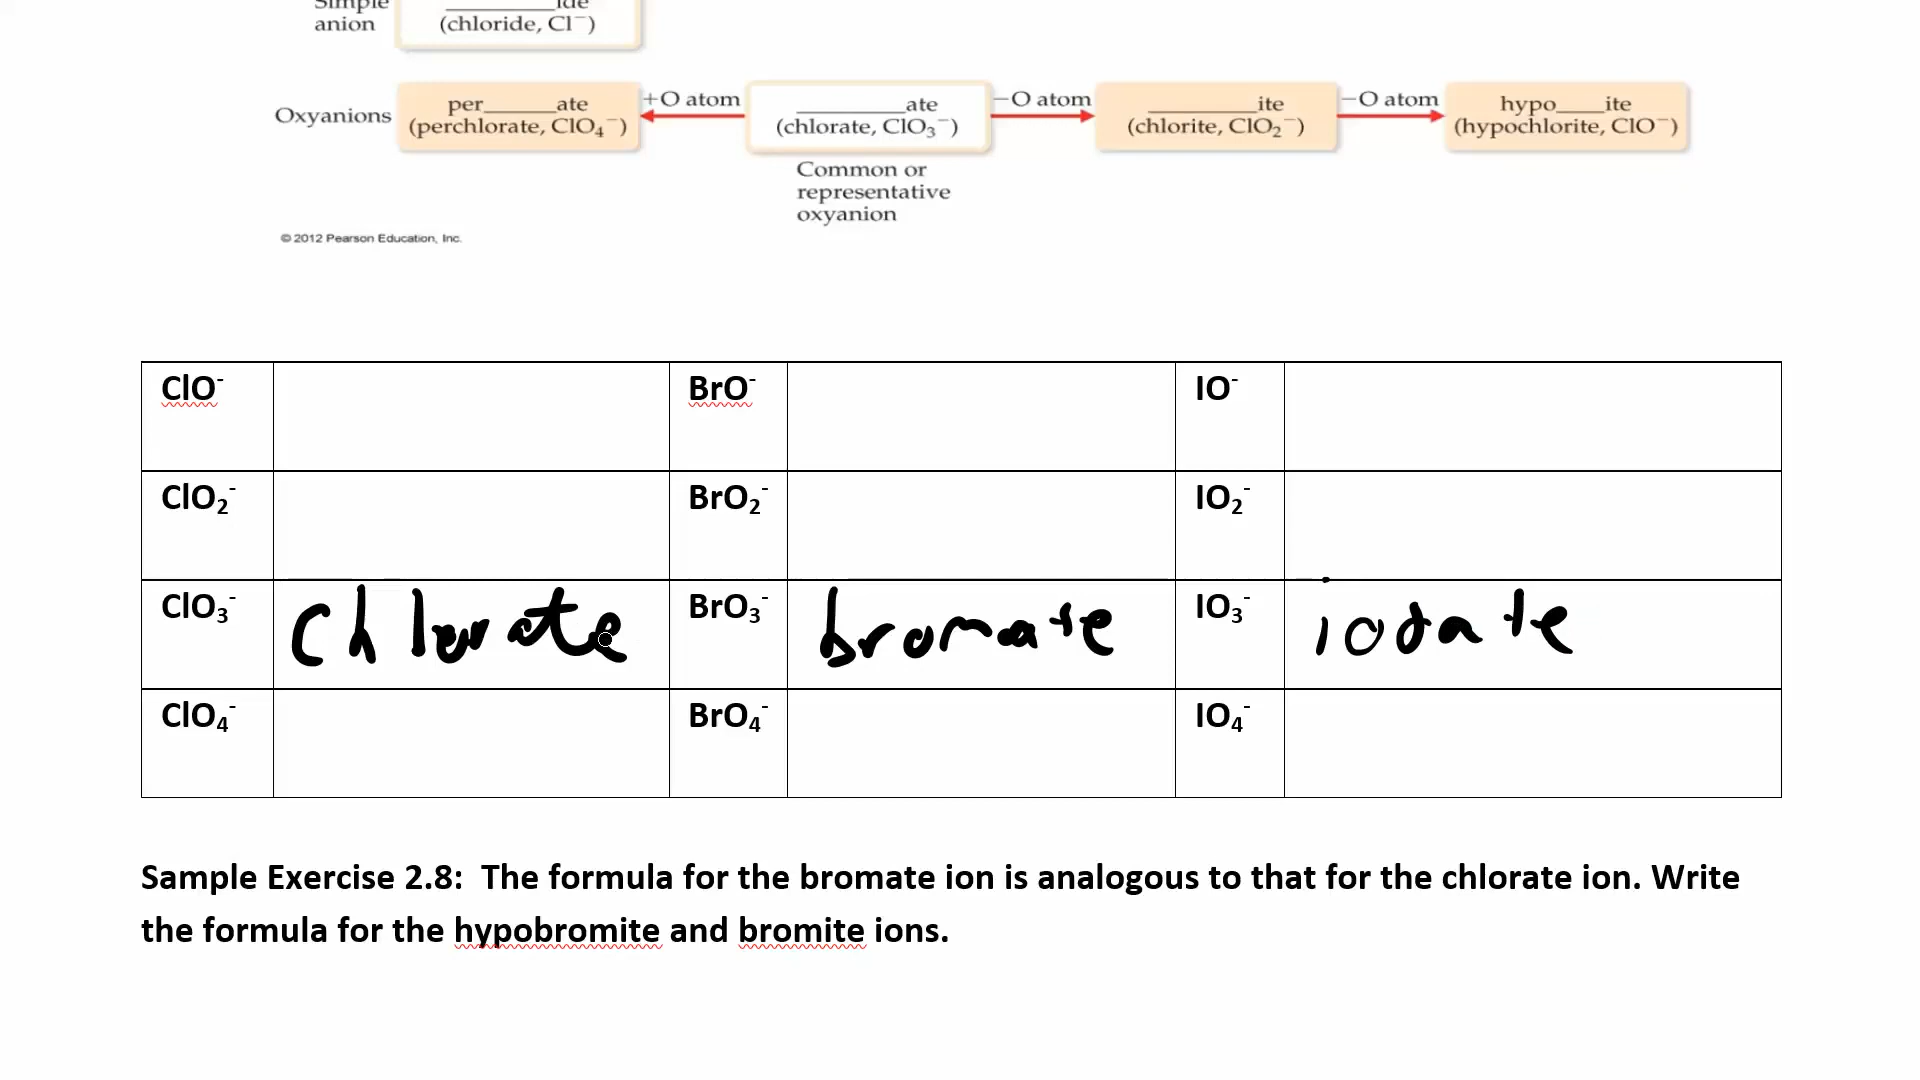 Simple
anion
_________ide
(chloride, Cl⁻)
Oxyanions
per______ate
(perchlorate, ClO₄⁻)
+O atom
_________ate
(chlorate, ClO₃⁻)
−O atom
_________ite
(chlorite, ClO₂⁻)
−O atom
hypo____ite
(hypochlorite, ClO⁻)
Common or
representative
oxyanion
© 2012 Pearson Education, Inc.
ClO⁻ BrO⁻ IO⁻
ClO₂⁻ BrO₂⁻ IO₂⁻
ClO₃⁻ chlorate BrO₃⁻ bromate IO₃⁻ iodate
ClO₄⁻ BrO₄⁻ IO₄⁻
Sample Exercise 2.8:  The formula for the bromate ion is analogous to that for the chlorate ion. Write
the formula for the hypobromite and bromite ions.